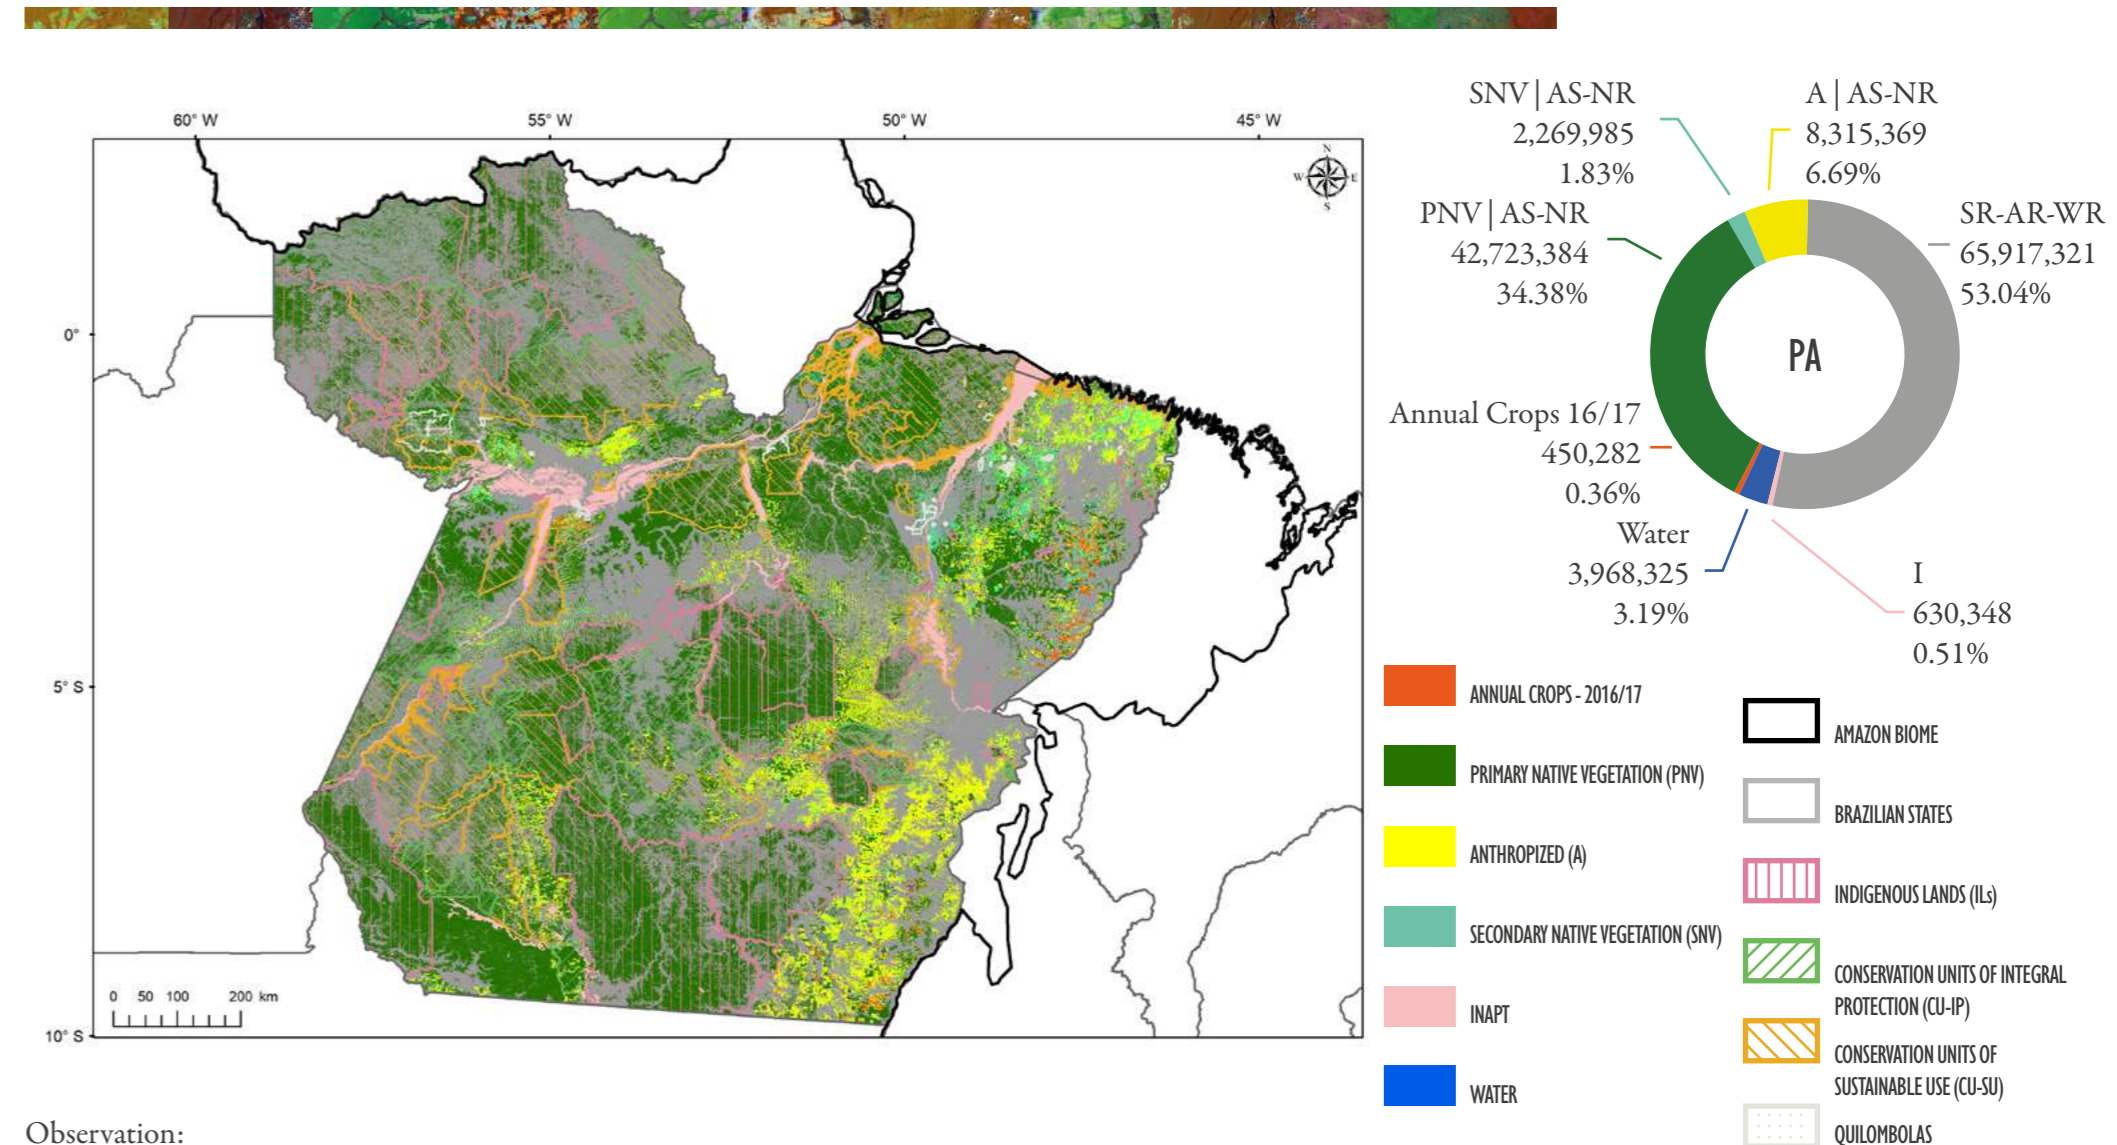 60° W
55° W
50° W
45° W
0°
5° S
10° S
N
W
E
S
0 50 100 200 km
SNV | AS-NR
2,269,985
1.83%
A | AS-NR
8,315,369
6.69%
PNV | AS-NR
42,723,384
34.38%
SR-AR-WR
65,917,321
53.04%
PA
Annual Crops 16/17
450,282
0.36%
Water
3,968,325
3.19%
I
630,348
0.51%
ANNUAL CROPS - 2016/17
PRIMARY NATIVE VEGETATION (PNV)
ANTHROPIZED (A)
SECONDARY NATIVE VEGETATION (SNV)
INAPT
WATER
AMAZON BIOME
BRAZILIAN STATES
INDIGENOUS LANDS (ILs)
CONSERVATION UNITS OF INTEGRAL
PROTECTION (CU-IP)
CONSERVATION UNITS OF
SUSTAINABLE USE (CU-SU)
QUILOMBOLAS
Observation: